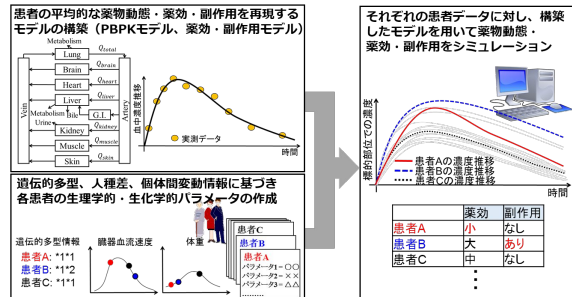 患者の平均的な薬物動態・薬効・副作用を再現する
モデルの構築（PBPKモデル、薬効・副作用モデル）
Metabolism
Q_total
Lung
Q_brain
Brain
Q_heart
Heart
Q_liver
Liver
Metabolism
Bile
G.I.
Urine
Q_kidney
Kidney
Q_muscle
Muscle
Q_skin
Skin
Vein
Artery
血中濃度推移
実測データ
時間
遺伝的多型、人種差、個体間変動情報に基づき
各患者の生理学的・生化学的パラメータの作成
遺伝的多型情報
患者A: *1*1
患者B: *1*2
患者C: *1*1
臓器血流速度
体重
患者C
患者B
患者A
パラメータ1＝○○
パラメータ2＝××
パラメータ3＝△△
それぞれの患者データに対し、構築
したモデルを用いて薬物動態・
薬効・副作用をシミュレーション
標的部位での濃度
患者Aの濃度推移
患者Bの濃度推移
患者Cの濃度推移
時間
薬効 副作用
患者A 小 なし
患者B 大 あり
患者C 中 なし